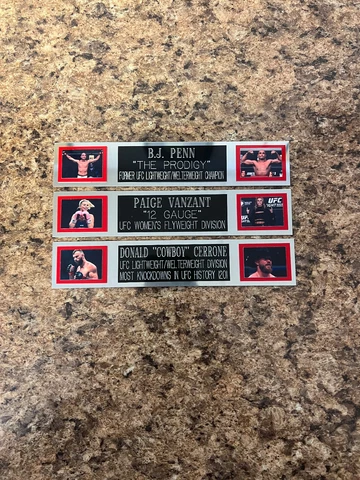 B.J. PENN
"THE PRODIGY"
FORMER UFC LIGHTWEIGHT/WELTERWEIGHT CHAMPION
PAIGE VANZANT
"12 GAUGE"
UFC WOMEN'S FLYWEIGHT DIVISION
UFC
DONALD "COWBOY" CERRONE
UFC LIGHTWEIGHT/WELTERWEIGHT DIVISION
MOST KNOCKDOWNS IN UFC HISTORY (20)